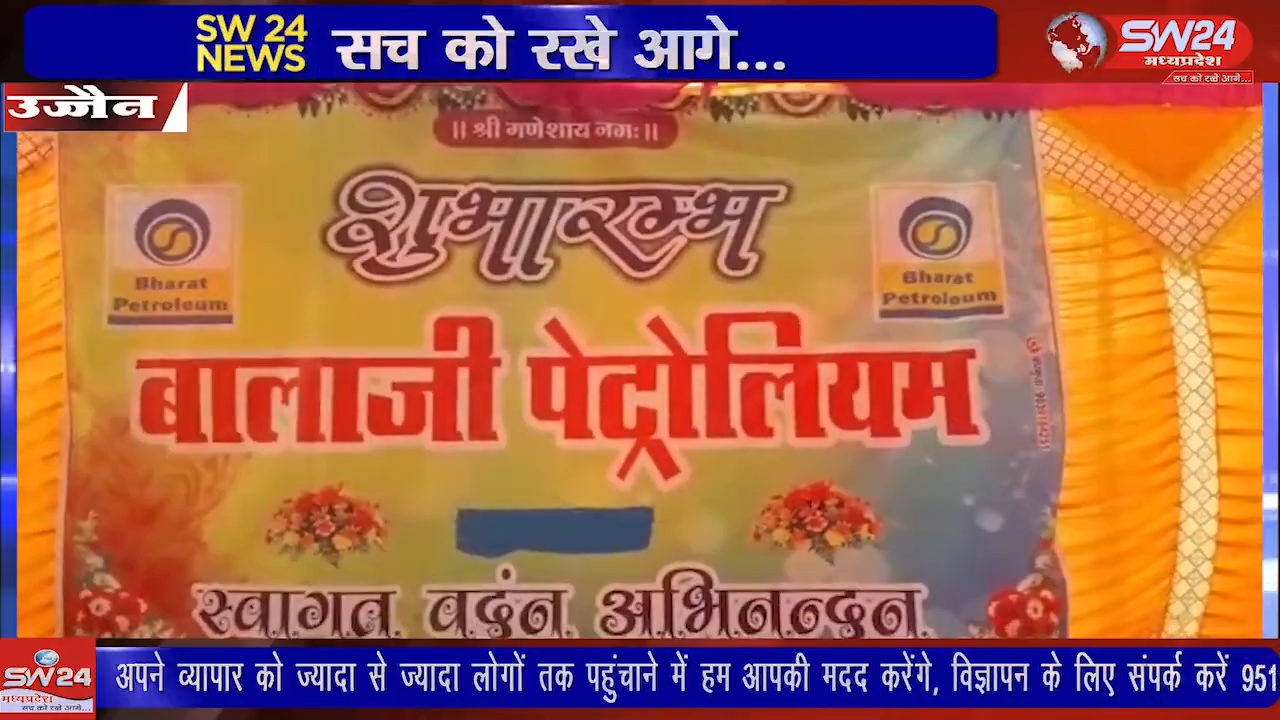 SW 24 NEWS सच को रखे आगे...
SW24
मध्यप्रदेश
सच को रखे आगे...
उज्जैन
॥ श्री गणेशाय नमः ॥
शुभारम्भ
Bharat Petroleum
Bharat Petroleum
बालाजी पेट्रोलियम
स्वागत वदंन अभिनन्दन
SW24
मध्यप्रदेश
सच को रखे आगे...
अपने व्यापार को ज्यादा से ज्यादा लोगों तक पहुंचाने में हम आपकी मदद करेंगे, विज्ञापन के लिए संपर्क करें 951